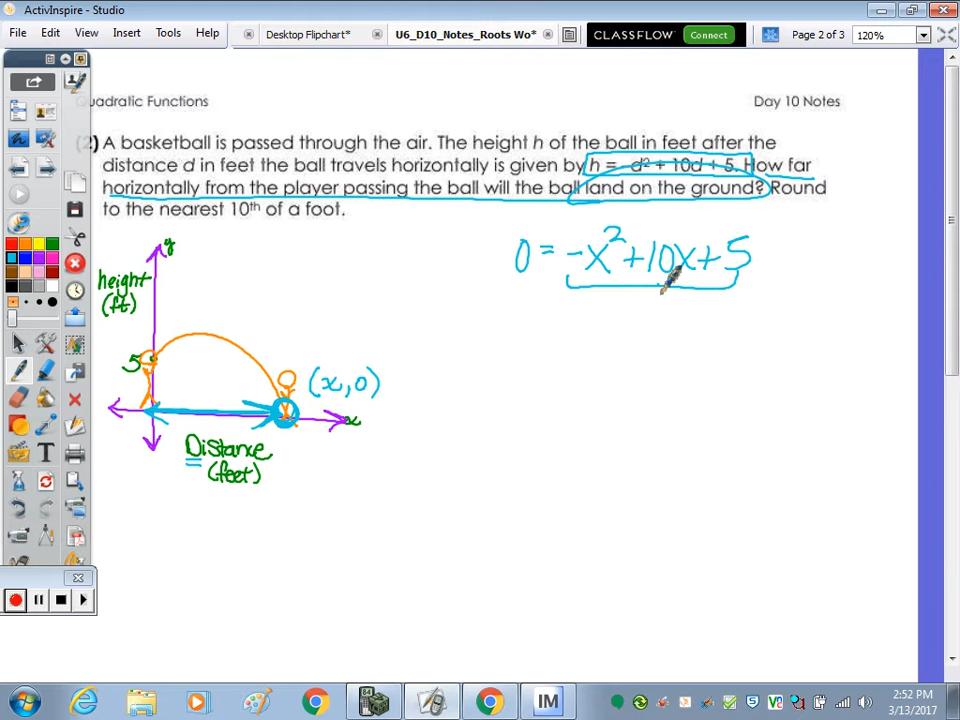 ActivInspire - Studio
File Edit View Insert Tools Help
Desktop Flipchart*
U6_D10_Notes_Roots Wo*
CLASSFLOW Connect
Page 2 of 3
120%
Quadratic Functions
Day 10 Notes
(2) A basketball is passed through the air. The height h of the ball in feet after the
distance d in feet the ball travels horizontally is given by h = -d² + 10d + 5. How far
horizontally from the player passing the ball will the ball land on the ground? Round
to the nearest 10th of a foot.
0 = -x² + 10x + 5
y
height
(ft)
5
(x, 0)
x
Distance
(feet)
84
IM
2:52 PM
3/13/2017